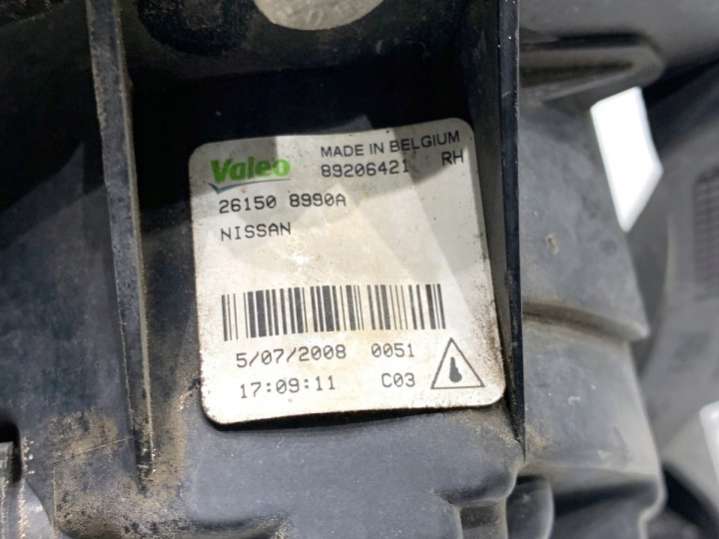 Valeo MADE IN BELGIUM
89206421 RH
26150 8990A
NISSAN
5/07/2008 0051
17:09:11 C03